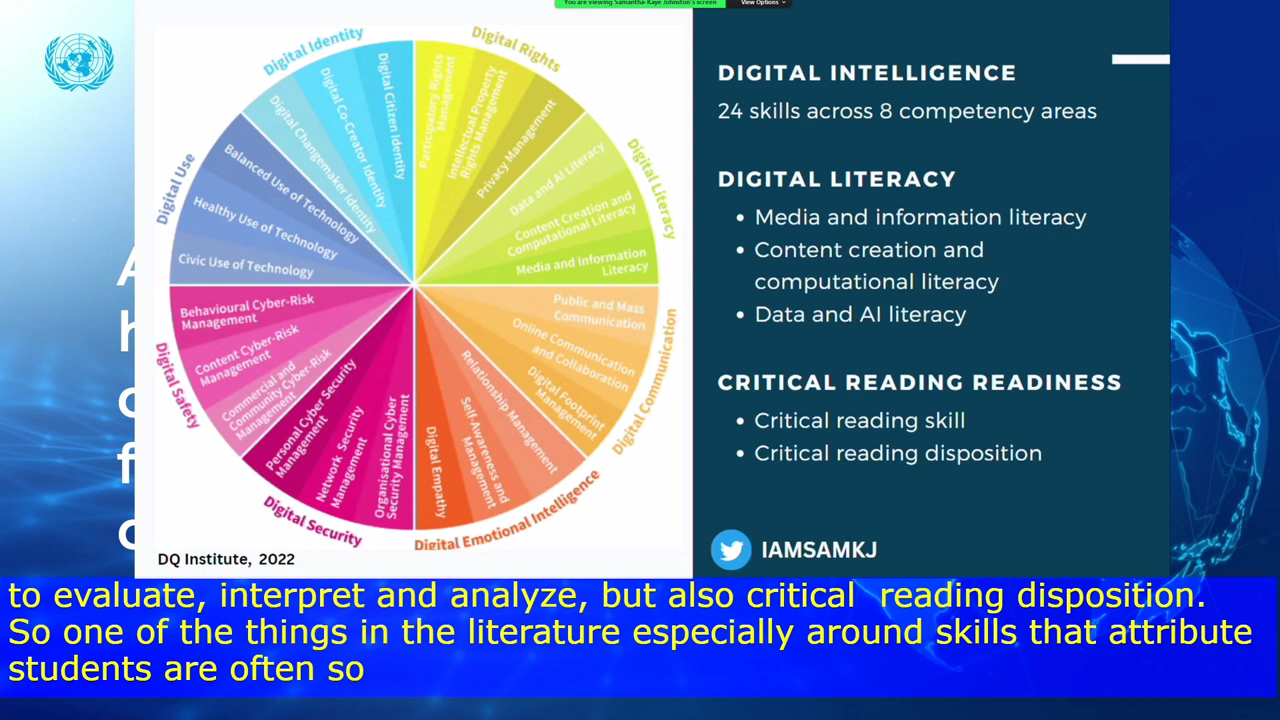 You are viewing Samantha-Kaye Johnston's screen
View Options
Digital Identity
Digital Rights
Digital Literacy
Digital Communication
Digital Emotional Intelligence
Digital Security
Digital Safety
Digital Use
Digital Changemaker Identity
Digital Co-Creator Identity
Digital Citizen Identity
Participatory Rights
Management
Intellectual Property
Rights Management
Privacy Management
Data and AI Literacy
Content Creation and
Computational Literacy
Media and Information
Literacy
Public and Mass
Communication
Online Communication
and Collaboration
Digital Footprint
Management
Relationship Management
Self-Awareness and
Management
Digital Empathy
Organisational Cyber
Security Management
Network Security
Management
Personal Cyber Security
Management
Commercial and
Community Cyber-Risk
Management
Content Cyber-Risk
Management
Behavioural Cyber-Risk
Management
Civic Use of Technology
Healthy Use of Technology
Balanced Use of Technology
DQ Institute, 2022
DIGITAL INTELLIGENCE
24 skills across 8 competency areas
DIGITAL LITERACY
• Media and information literacy
• Content creation and
computational literacy
• Data and AI literacy
CRITICAL READING READINESS
• Critical reading skill
• Critical reading disposition
IAMSAMKJ
to evaluate, interpret and analyze, but also critical reading disposition.
So one of the things in the literature especially around skills that attribute
students are often so